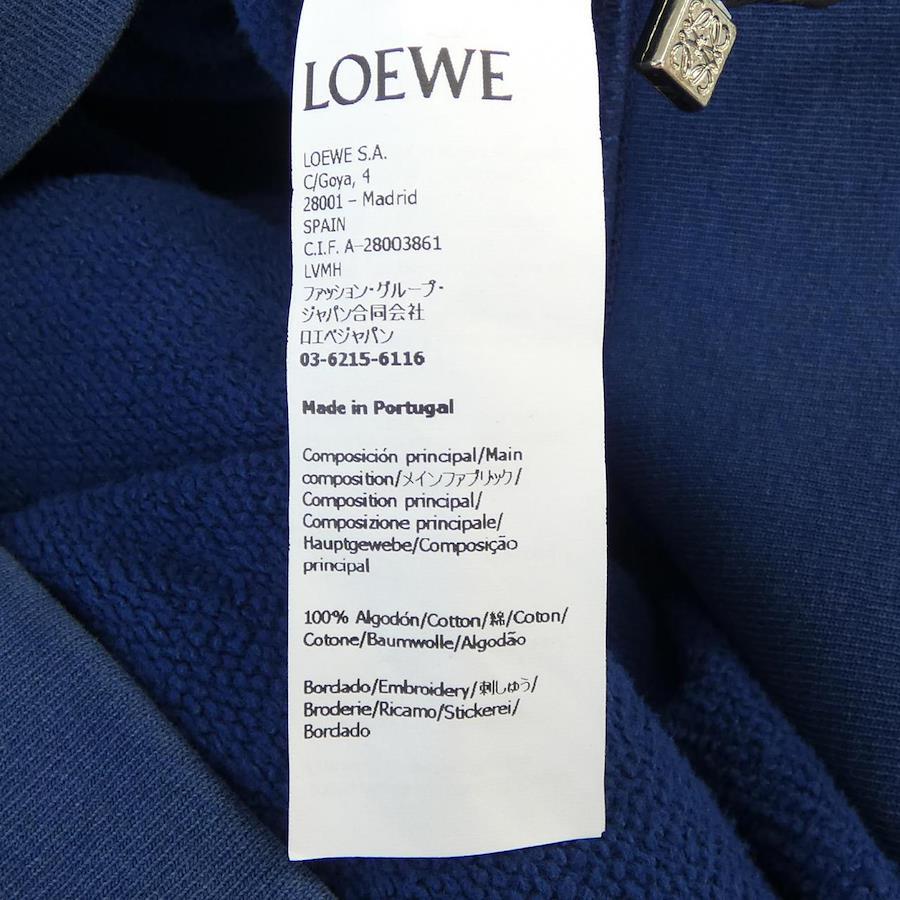 LOEWE
LOEWE S.A.
C/Goya, 4
28001 – Madrid
SPAIN
C.I.F. A-28003861
LVMH
ファッション・グループ・
ジャパン合同会社
ロエベジャパン
03-6215-6116
Made in Portugal
Composición principal/Main
composition/メインファブリック/
Composition principal/
Composizione principale/
Hauptgewebe/Composição
principal
100% Algodón/Cotton/綿/Coton/
Cotone/Baumwolle/Algodão
Bordado/Embroidery/刺しゅう/
Broderie/Ricamo/Stickerei/
Bordado